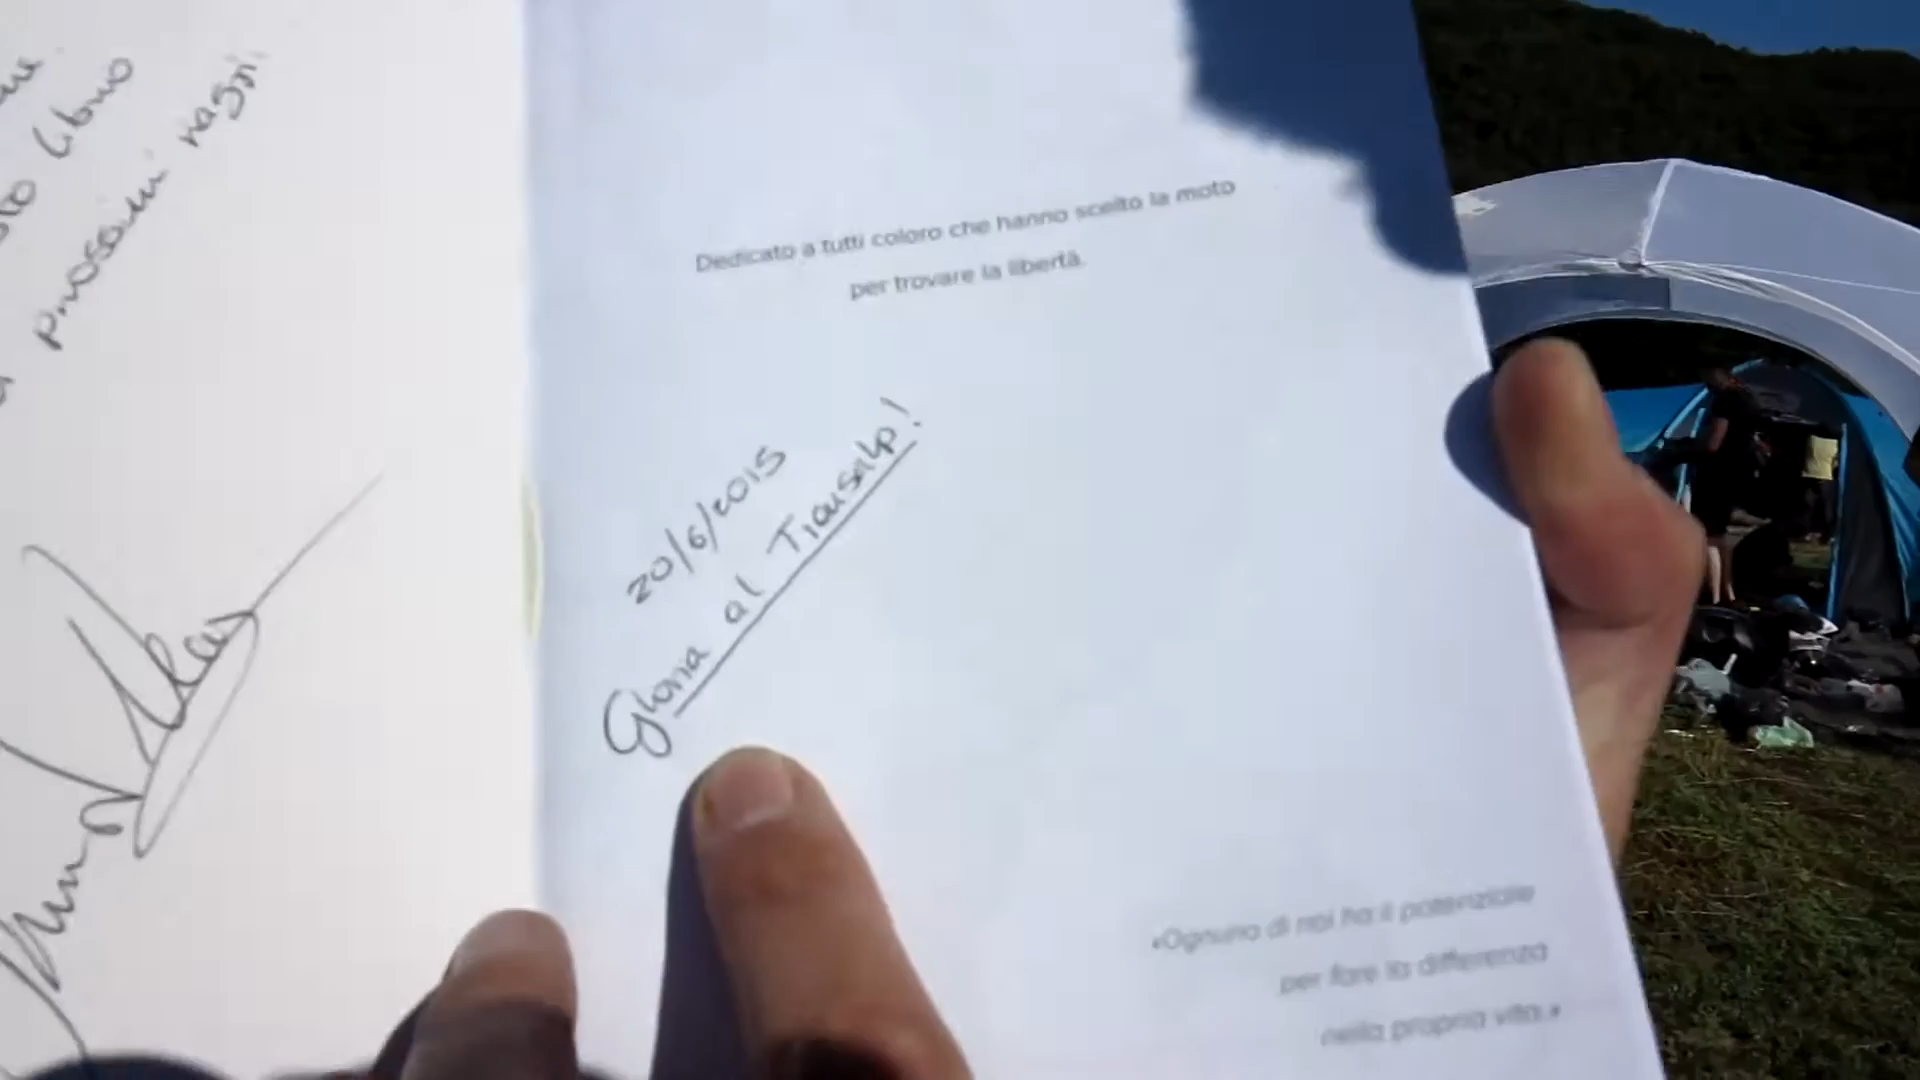 libro
prossimi viaggi
Dedicato a tutti coloro che hanno scelto la moto
per trovare la libertà.
20/6/2015
Gloria al Transalp!
«Ognuno di noi ha il potenziale
per fare la differenza
nella propria vita.»